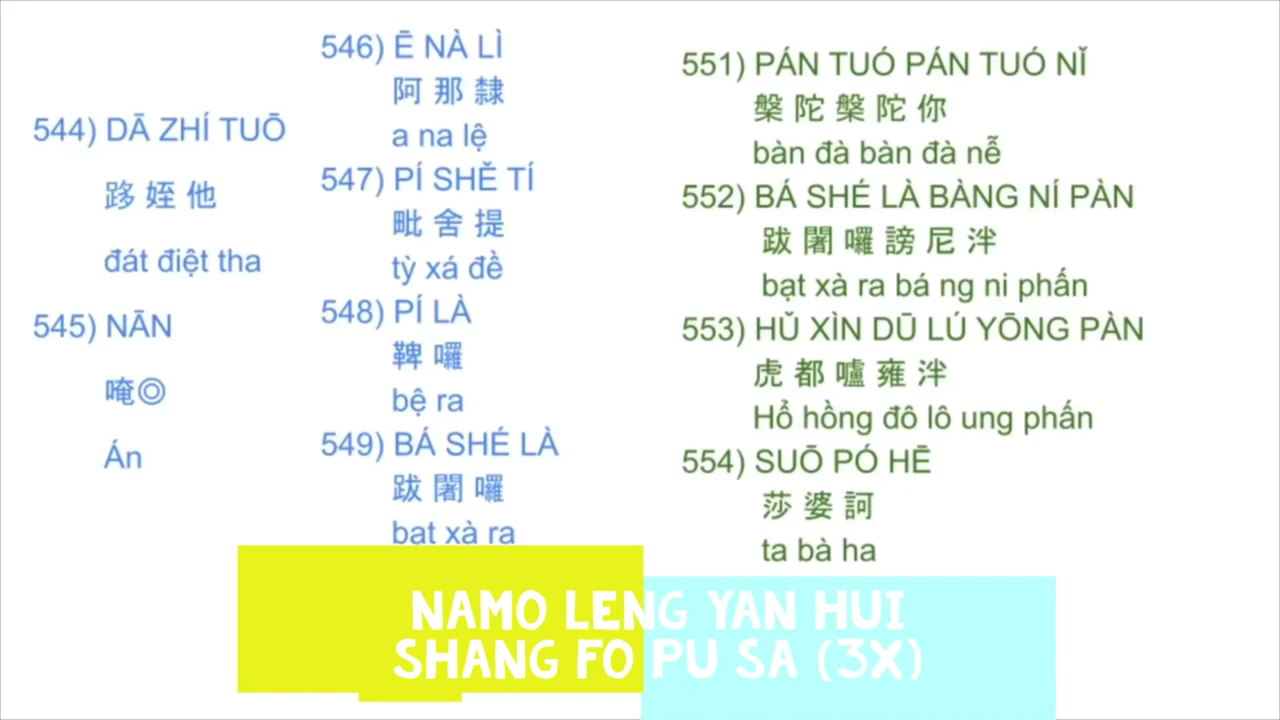 544) DĀ ZHÍ TUŌ
跢 姪 他
đát điệt tha
545) NĀN
唵◎
Án
546) Ē NÀ LÌ
阿 那 隸
a na lệ
547) PÍ SHĚ TÍ
毗 舍 提
tỳ xá đề
548) PÍ LÀ
鞞 囉
bệ ra
549) BÁ SHÉ LÀ
跋 闍 囉
bạt xà ra
551) PÁN TUÓ PÁN TUÓ NǏ
槃 陀 槃 陀 你
bàn đà bàn đà nễ
552) BÁ SHÉ LÀ BÀNG NÍ PÀN
跋 闍 囉 謗 尼 泮
bạt xà ra bá ng ni phấn
553) HǓ XÌN DŪ LÚ YŌNG PÀN
虎 都 嚧 雍 泮
Hổ hồng đô lô ung phấn
554) SUŌ PÓ HĒ
莎 婆 訶
ta bà ha
NAMO LENG YAN HUI
SHANG FO PU SA (3X)